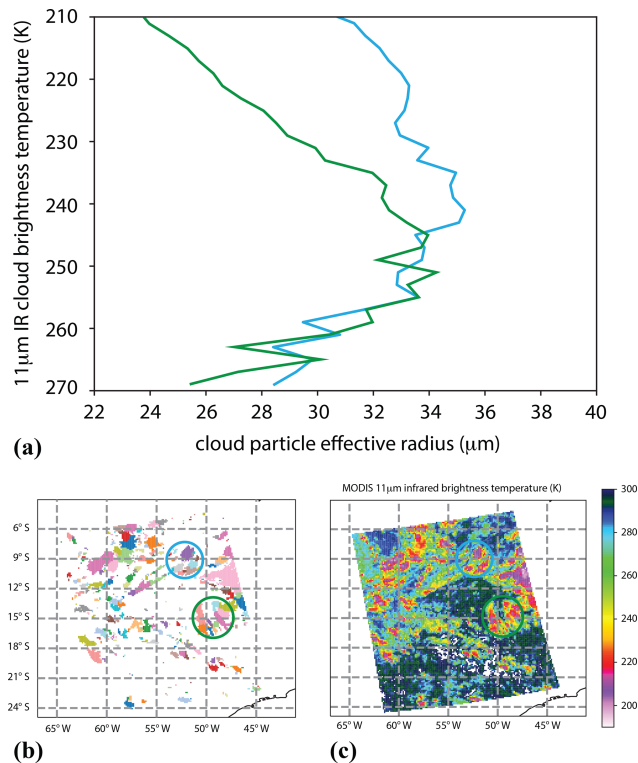 210
220
230
240
250
260
270
11μm IR cloud brightness temperature (K)
22 24 26 28 30 32 34 36 38 40
(a) cloud particle effective radius (μm)
MODIS 11μm infrared brightness temperature (K)
6° S
9° S
12° S
15° S
18° S
21° S
24° S
65° W 60° W 55° W 50° W 45° W
(b)
65° W 60° W 55° W 50° W 45° W
(c)
300
280
260
240
220
200